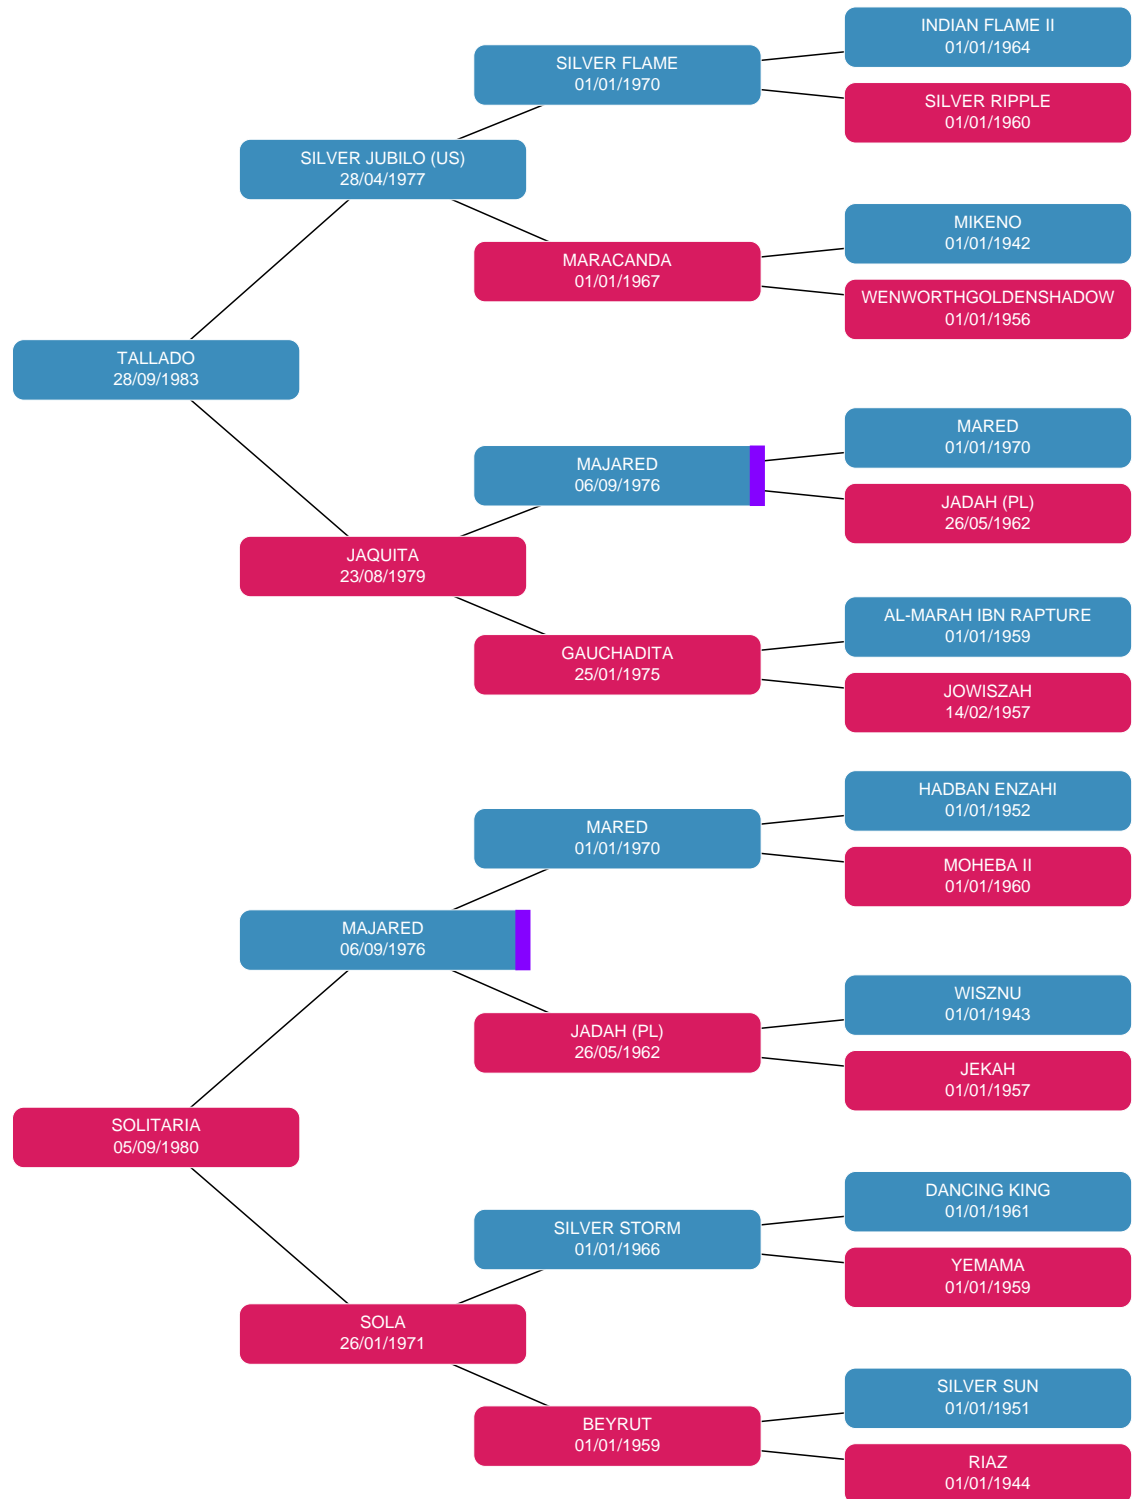 INDIAN FLAME II
01/01/1964
SILVER FLAME
01/01/1970
SILVER RIPPLE
01/01/1960
SILVER JUBILO (US)
28/04/1977
MIKENO
01/01/1942
MARACANDA
01/01/1967
WENWORTHGOLDENSHADOW
01/01/1956
TALLADO
28/09/1983
MARED
01/01/1970
MAJARED
06/09/1976
JADAH (PL)
26/05/1962
JAQUITA
23/08/1979
AL-MARAH IBN RAPTURE
01/01/1959
GAUCHADITA
25/01/1975
JOWISZAH
14/02/1957
HADBAN ENZAHI
01/01/1952
MARED
01/01/1970
MOHEBA II
01/01/1960
MAJARED
06/09/1976
WISZNU
01/01/1943
JADAH (PL)
26/05/1962
JEKAH
01/01/1957
SOLITARIA
05/09/1980
DANCING KING
01/01/1961
SILVER STORM
01/01/1966
YEMAMA
01/01/1959
SOLA
26/01/1971
SILVER SUN
01/01/1951
BEYRUT
01/01/1959
RIAZ
01/01/1944